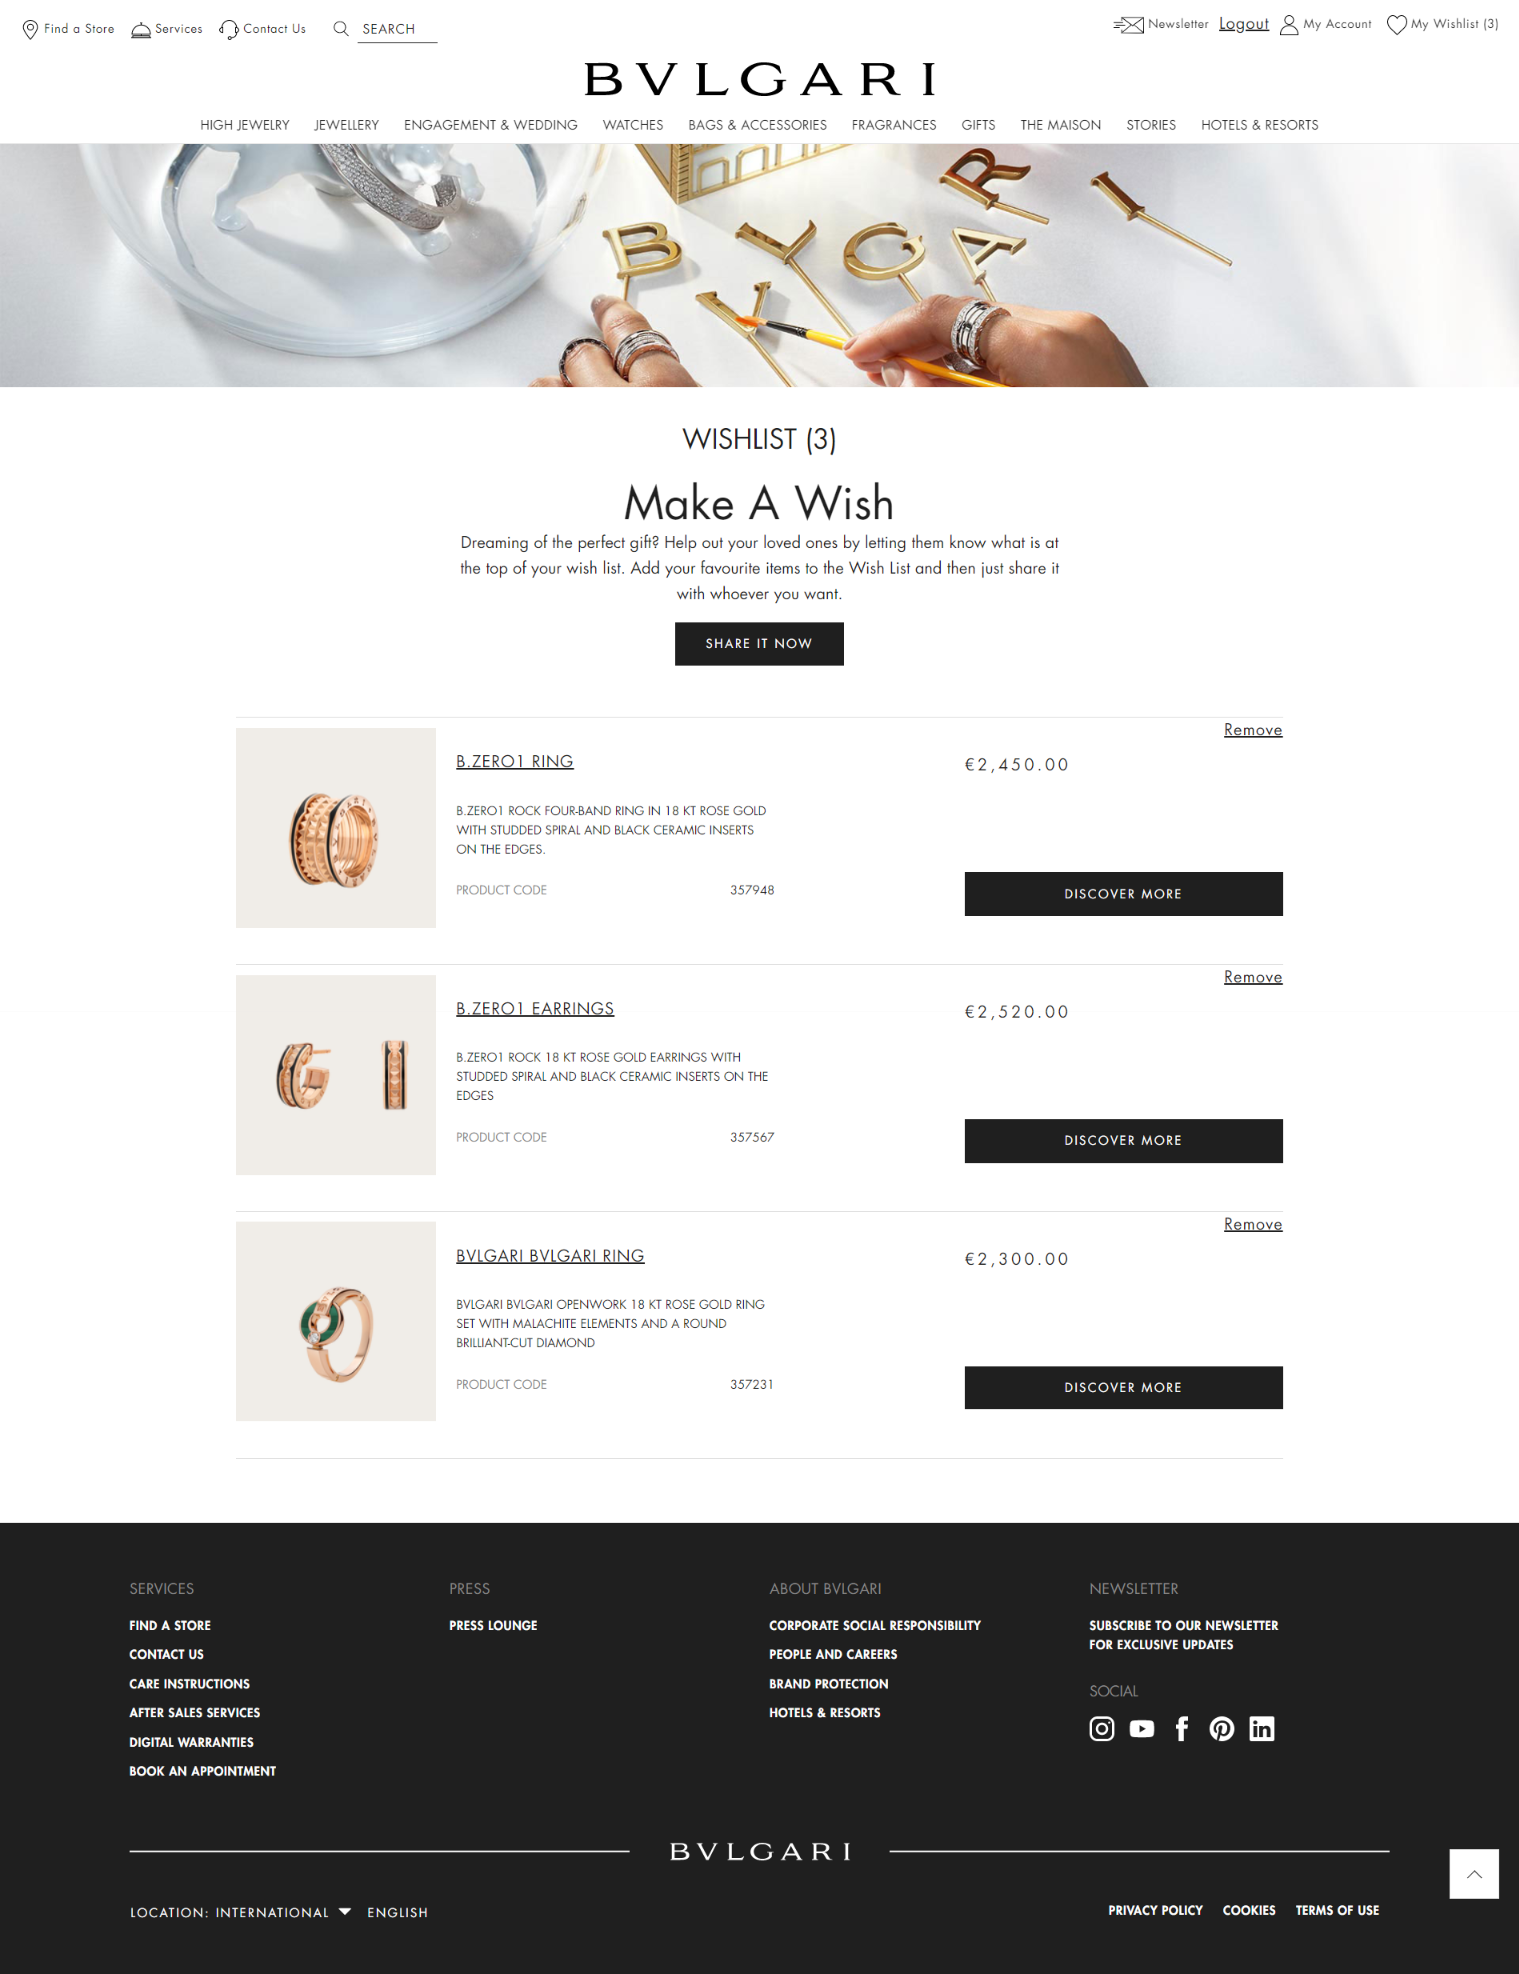 Find a Store
Services
Contact Us
SEARCH
Newsletter
Logout
My Account
My Wishlist (3)
BVLGARI
HIGH JEWELRY
JEWELLERY
ENGAGEMENT & WEDDING
WATCHES
BAGS & ACCESSORIES
FRAGRANCES
GIFTS
THE MAISON
STORIES
HOTELS & RESORTS
B V L G A R I
WISHLIST (3)
Make A Wish
Dreaming of the perfect gift? Help out your loved ones by letting them know what is at
the top of your wish list. Add your favourite items to the Wish List and then just share it
with whoever you want.
SHARE IT NOW
Remove
B.ZERO1 RING
€2,450.00
B.ZERO1 ROCK FOUR-BAND RING IN 18 KT ROSE GOLD
WITH STUDDED SPIRAL AND BLACK CERAMIC INSERTS
ON THE EDGES.
PRODUCT CODE 357948
DISCOVER MORE
Remove
B.ZERO1 EARRINGS
€2,520.00
B.ZERO1 ROCK 18 KT ROSE GOLD EARRINGS WITH
STUDDED SPIRAL AND BLACK CERAMIC INSERTS ON THE
EDGES
PRODUCT CODE 357567
DISCOVER MORE
Remove
BVLGARI BVLGARI RING
€2,300.00
BVLGARI BVLGARI OPENWORK 18 KT ROSE GOLD RING
SET WITH MALACHITE ELEMENTS AND A ROUND
BRILLIANT-CUT DIAMOND
PRODUCT CODE 357231
DISCOVER MORE
SERVICES
FIND A STORE
CONTACT US
CARE INSTRUCTIONS
AFTER SALES SERVICES
DIGITAL WARRANTIES
BOOK AN APPOINTMENT
PRESS
PRESS LOUNGE
ABOUT BVLGARI
CORPORATE SOCIAL RESPONSIBILITY
PEOPLE AND CAREERS
BRAND PROTECTION
HOTELS & RESORTS
NEWSLETTER
SUBSCRIBE TO OUR NEWSLETTER
FOR EXCLUSIVE UPDATES
SOCIAL
BVLGARI
LOCATION: INTERNATIONAL
ENGLISH
PRIVACY POLICY
COOKIES
TERMS OF USE